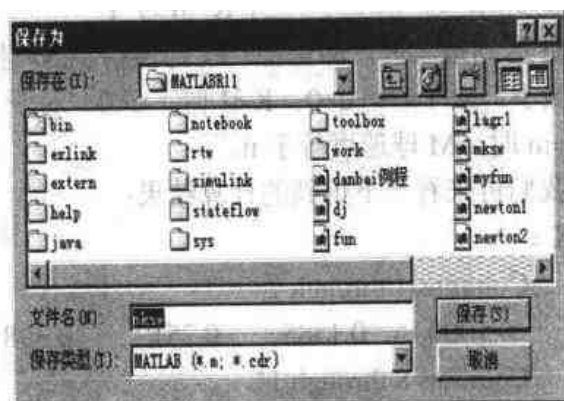 保存为
保存在(I): MATLABR11
bin notebook toolbox lagr1
exlink rtw work mksw
extern simulink danbai例程 myfun
help stateflow dj newton1
java sys fun newton2
文件名(N): 保存(S)
保存类型(T): MATLAB (*.m; *.cdr) 取消